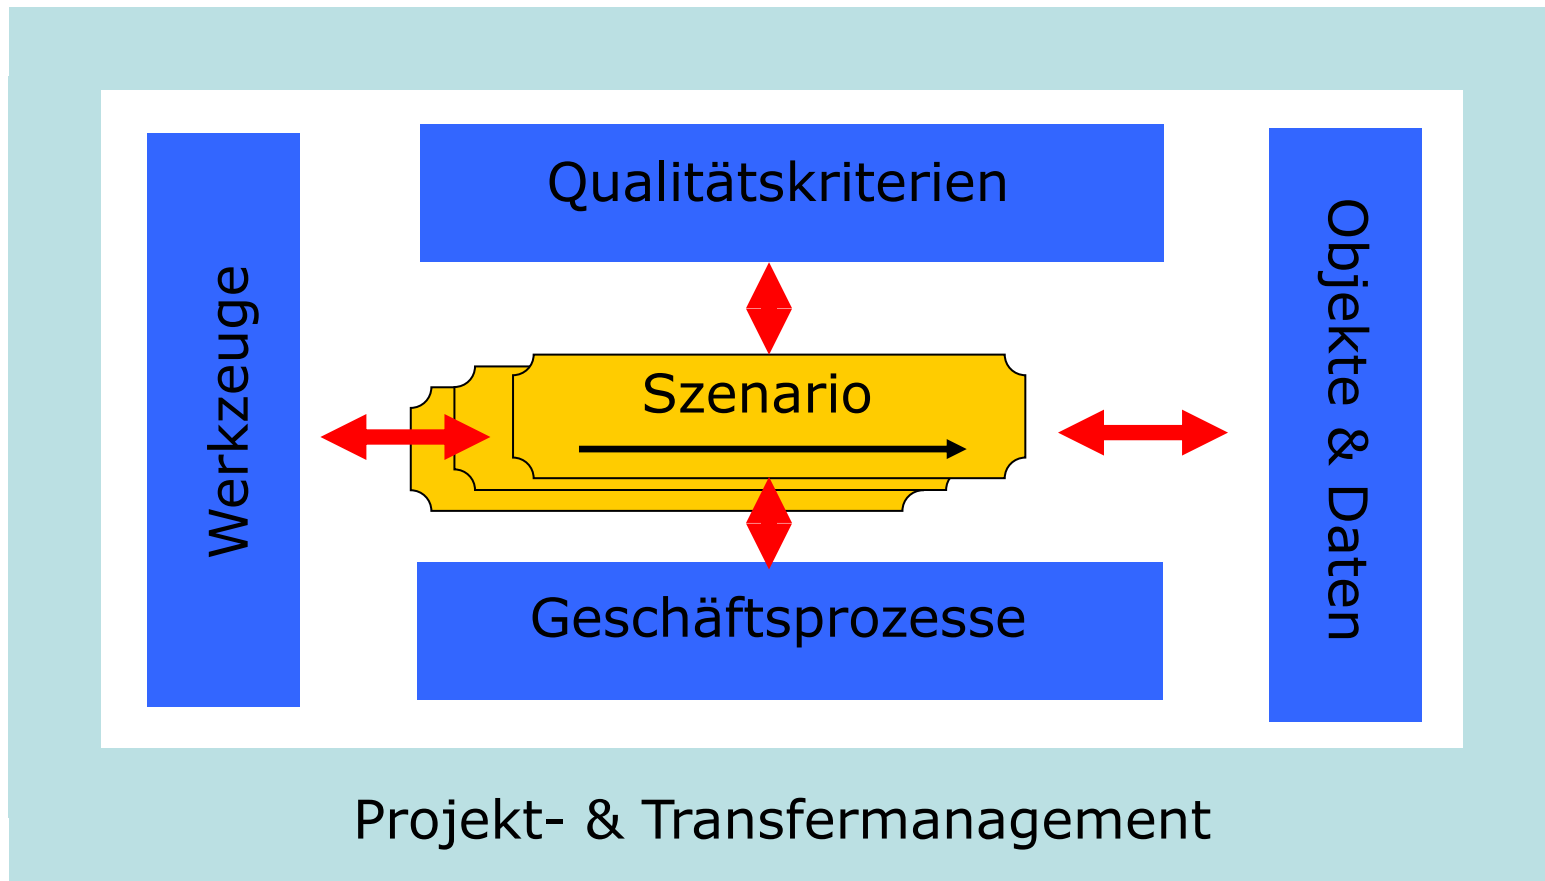 Qualitätskriterien
Werkzeuge
Szenario
Objekte & Daten
Geschäftsprozesse
Projekt- & Transfermanagement